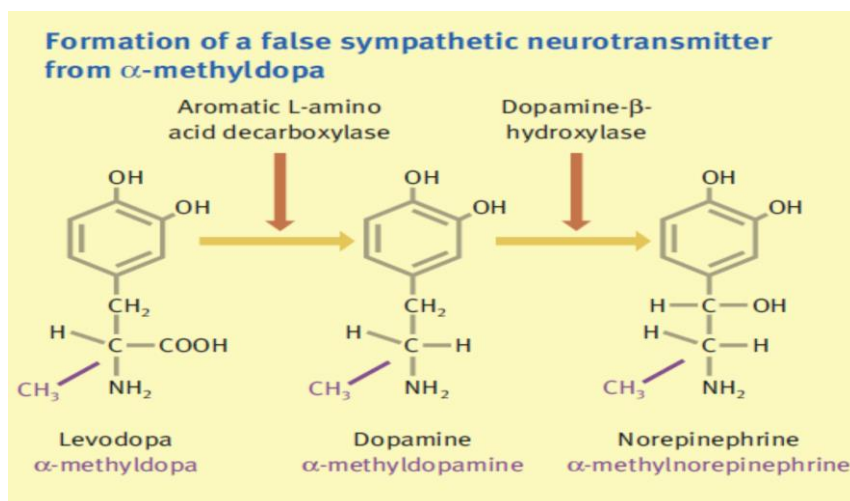 Formation of a false sympathetic neurotransmitter
from α-methyldopa
Aromatic L-amino
acid decarboxylase
Dopamine-β-
hydroxylase
OH
OH
CH₂
H
C
COOH
CH₃
NH₂
Levodopa
α-methyldopa
OH
OH
CH₂
H
C
H
CH₃
NH₂
Dopamine
α-methyldopamine
OH
OH
H C OH
H
C
H
CH₃
NH₂
Norepinephrine
α-methylnorepinephrine